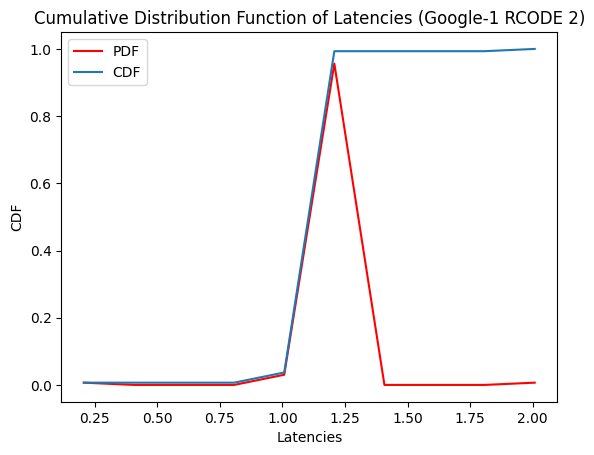 Cumulative Distribution Function of Latencies (Google-1 RCODE 2)
PDF
CDF
1.0
0.8
0.6
0.4
0.2
0.0
CDF
0.25 0.50 0.75 1.00 1.25 1.50 1.75 2.00
Latencies